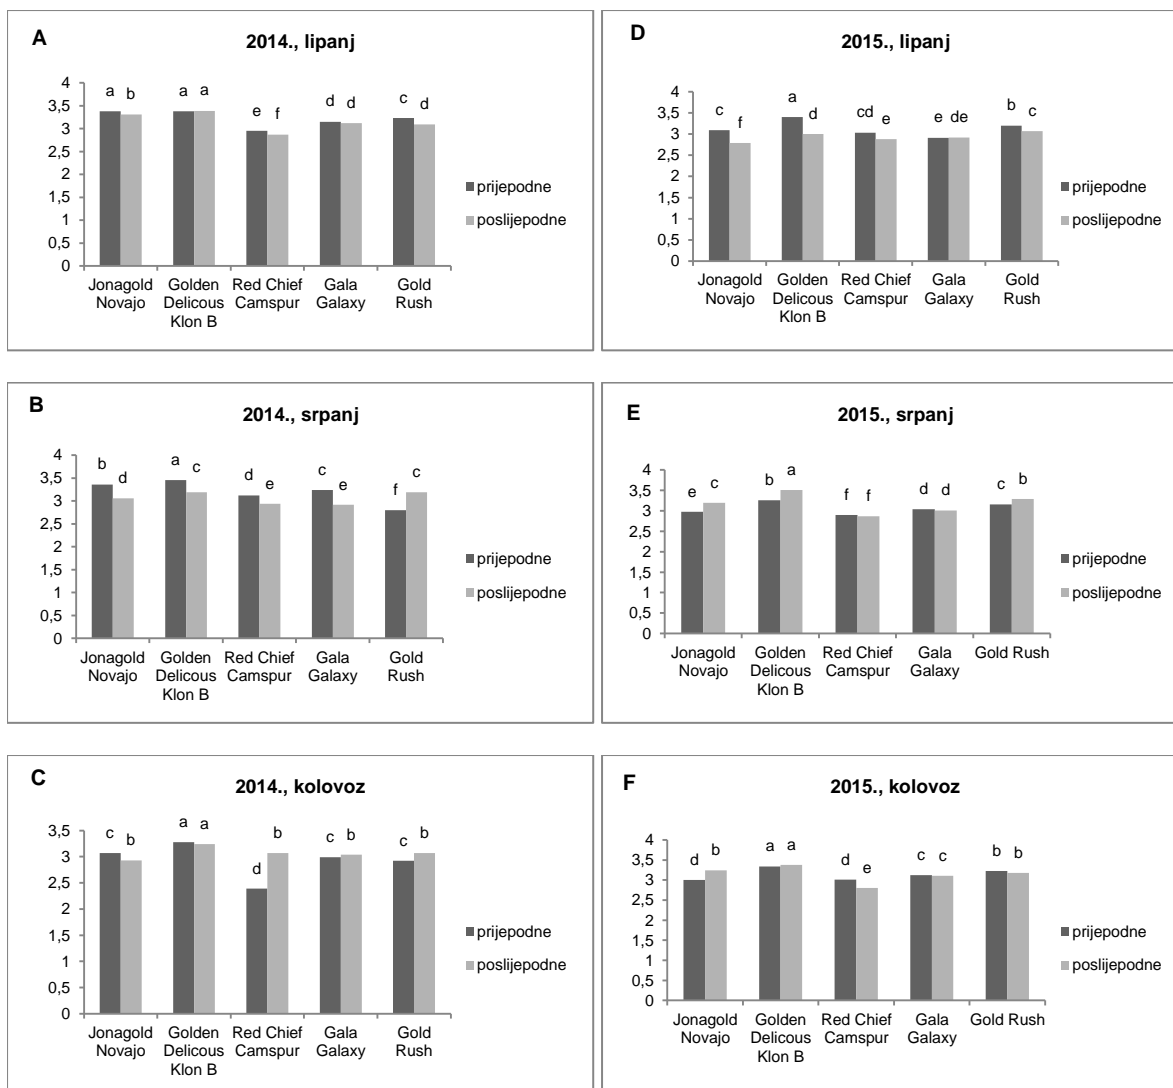 A
2014., lipanj
a b a a e f d d c d
4
3,5
3
2,5
2
1,5
1
0,5
0
Jonagold Novajo
Golden Delicous Klon B
Red Chief Camspur
Gala Galaxy
Gold Rush
prijepodne
poslijepodne
D
2015., lipanj
c f a d cd e e de b c
4
3,5
3
2,5
2
1,5
1
0,5
0
Jonagold Novajo
Golden Delicous Klon B
Red Chief Camspur
Gala Galaxy
Gold Rush
prijepodne
poslijepodne
B
2014., srpanj
b d a c d e c e f c
4
3,5
3
2,5
2
1,5
1
0,5
0
Jonagold Novajo
Golden Delicous Klon B
Red Chief Camspur
Gala Galaxy
Gold Rush
prijepodne
poslijepodne
E
2015., srpanj
e c b a f f d d c b
4
3,5
3
2,5
2
1,5
1
0,5
0
Jonagold Novajo
Golden Delicous Klon B
Red Chief Camspur
Gala Galaxy
Gold Rush
prijepodne
poslijepodne
C
2014., kolovoz
c b a a d b c b c b
3,5
3
2,5
2
1,5
1
0,5
0
Jonagold Novajo
Golden Delicous Klon B
Red Chief Camspur
Gala Galaxy
Gold Rush
prijepodne
poslijepodne
F
2015., kolovoz
d b a a d e c c b b
4
3,5
3
2,5
2
1,5
1
0,5
0
Jonagold Novajo
Golden Delicous Klon B
Red Chief Camspur
Gala Galaxy
Gold Rush
prijepodne
poslijepodne